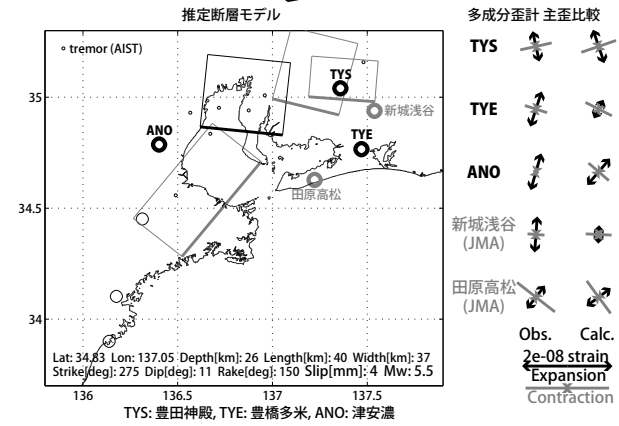 推定断層モデル
多成分歪計 主歪比較
tremor (AIST)
TYS
新城浅谷
ANO
TYE
田原高松
35
34.5
34
136
136.5
137
137.5
Lat: 34.83 Lon: 137.05 Depth[km]: 26 Length[km]: 40 Width[km]: 37
Strike[deg]: 275 Dip[deg]: 11 Rake[deg]: 150 Slip[mm]: 4 Mw: 5.5
TYS: 豊田神殿, TYE: 豊橋多米, ANO: 津安濃
TYS
TYE
ANO
新城浅谷
(JMA)
田原高松
(JMA)
Obs. Calc.
2e-08 strain
Expansion
Contraction